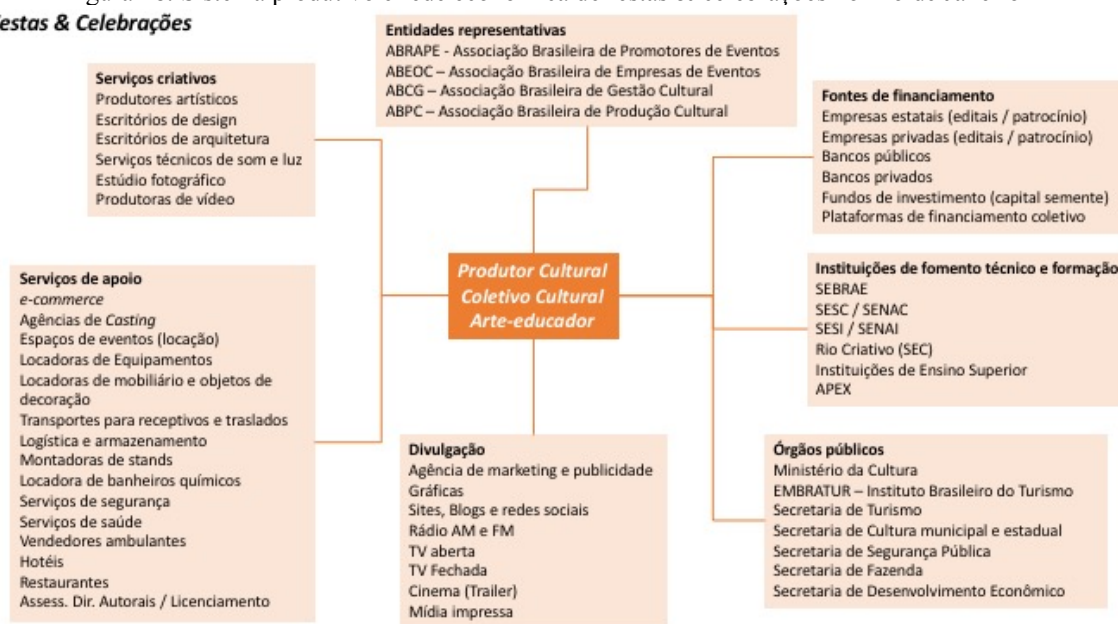 estas & Celebrações
Entidades representativas
ABRAPE - Associação Brasileira de Promotores de Eventos
ABEOC – Associação Brasileira de Empresas de Eventos
ABCG – Associação Brasileira de Gestão Cultural
ABPC – Associação Brasileira de Produção Cultural
Serviços criativos
Produtores artísticos
Escritórios de design
Escritórios de arquitetura
Serviços técnicos de som e luz
Estúdio fotográfico
Produtoras de vídeo
Fontes de financiamento
Empresas estatais (editais / patrocínio)
Empresas privadas (editais / patrocínio)
Bancos públicos
Bancos privados
Fundos de investimento (capital semente)
Plataformas de financiamento coletivo
Produtor Cultural
Coletivo Cultural
Arte-educador
Serviços de apoio
e-commerce
Agências de Casting
Espaços de eventos (locação)
Locadoras de Equipamentos
Locadoras de mobiliário e objetos de
decoração
Transportes para receptivos e traslados
Logística e armazenamento
Montadoras de stands
Locadora de banheiros químicos
Serviços de segurança
Serviços de saúde
Vendedores ambulantes
Hotéis
Restaurantes
Assess. Dir. Autorais / Licenciamento
Instituições de fomento técnico e formação
SEBRAE
SESC / SENAC
SESI / SENAI
Rio Criativo (SEC)
Instituições de Ensino Superior
APEX
Divulgação
Agência de marketing e publicidade
Gráficas
Sites, Blogs e redes sociais
Rádio AM e FM
TV aberta
TV Fechada
Cinema (Trailer)
Mídia impressa
Órgãos públicos
Ministério da Cultura
EMBRATUR – Instituto Brasileiro do Turismo
Secretaria de Turismo
Secretaria de Cultura municipal e estadual
Secretaria de Segurança Pública
Secretaria de Fazenda
Secretaria de Desenvolvimento Econômico